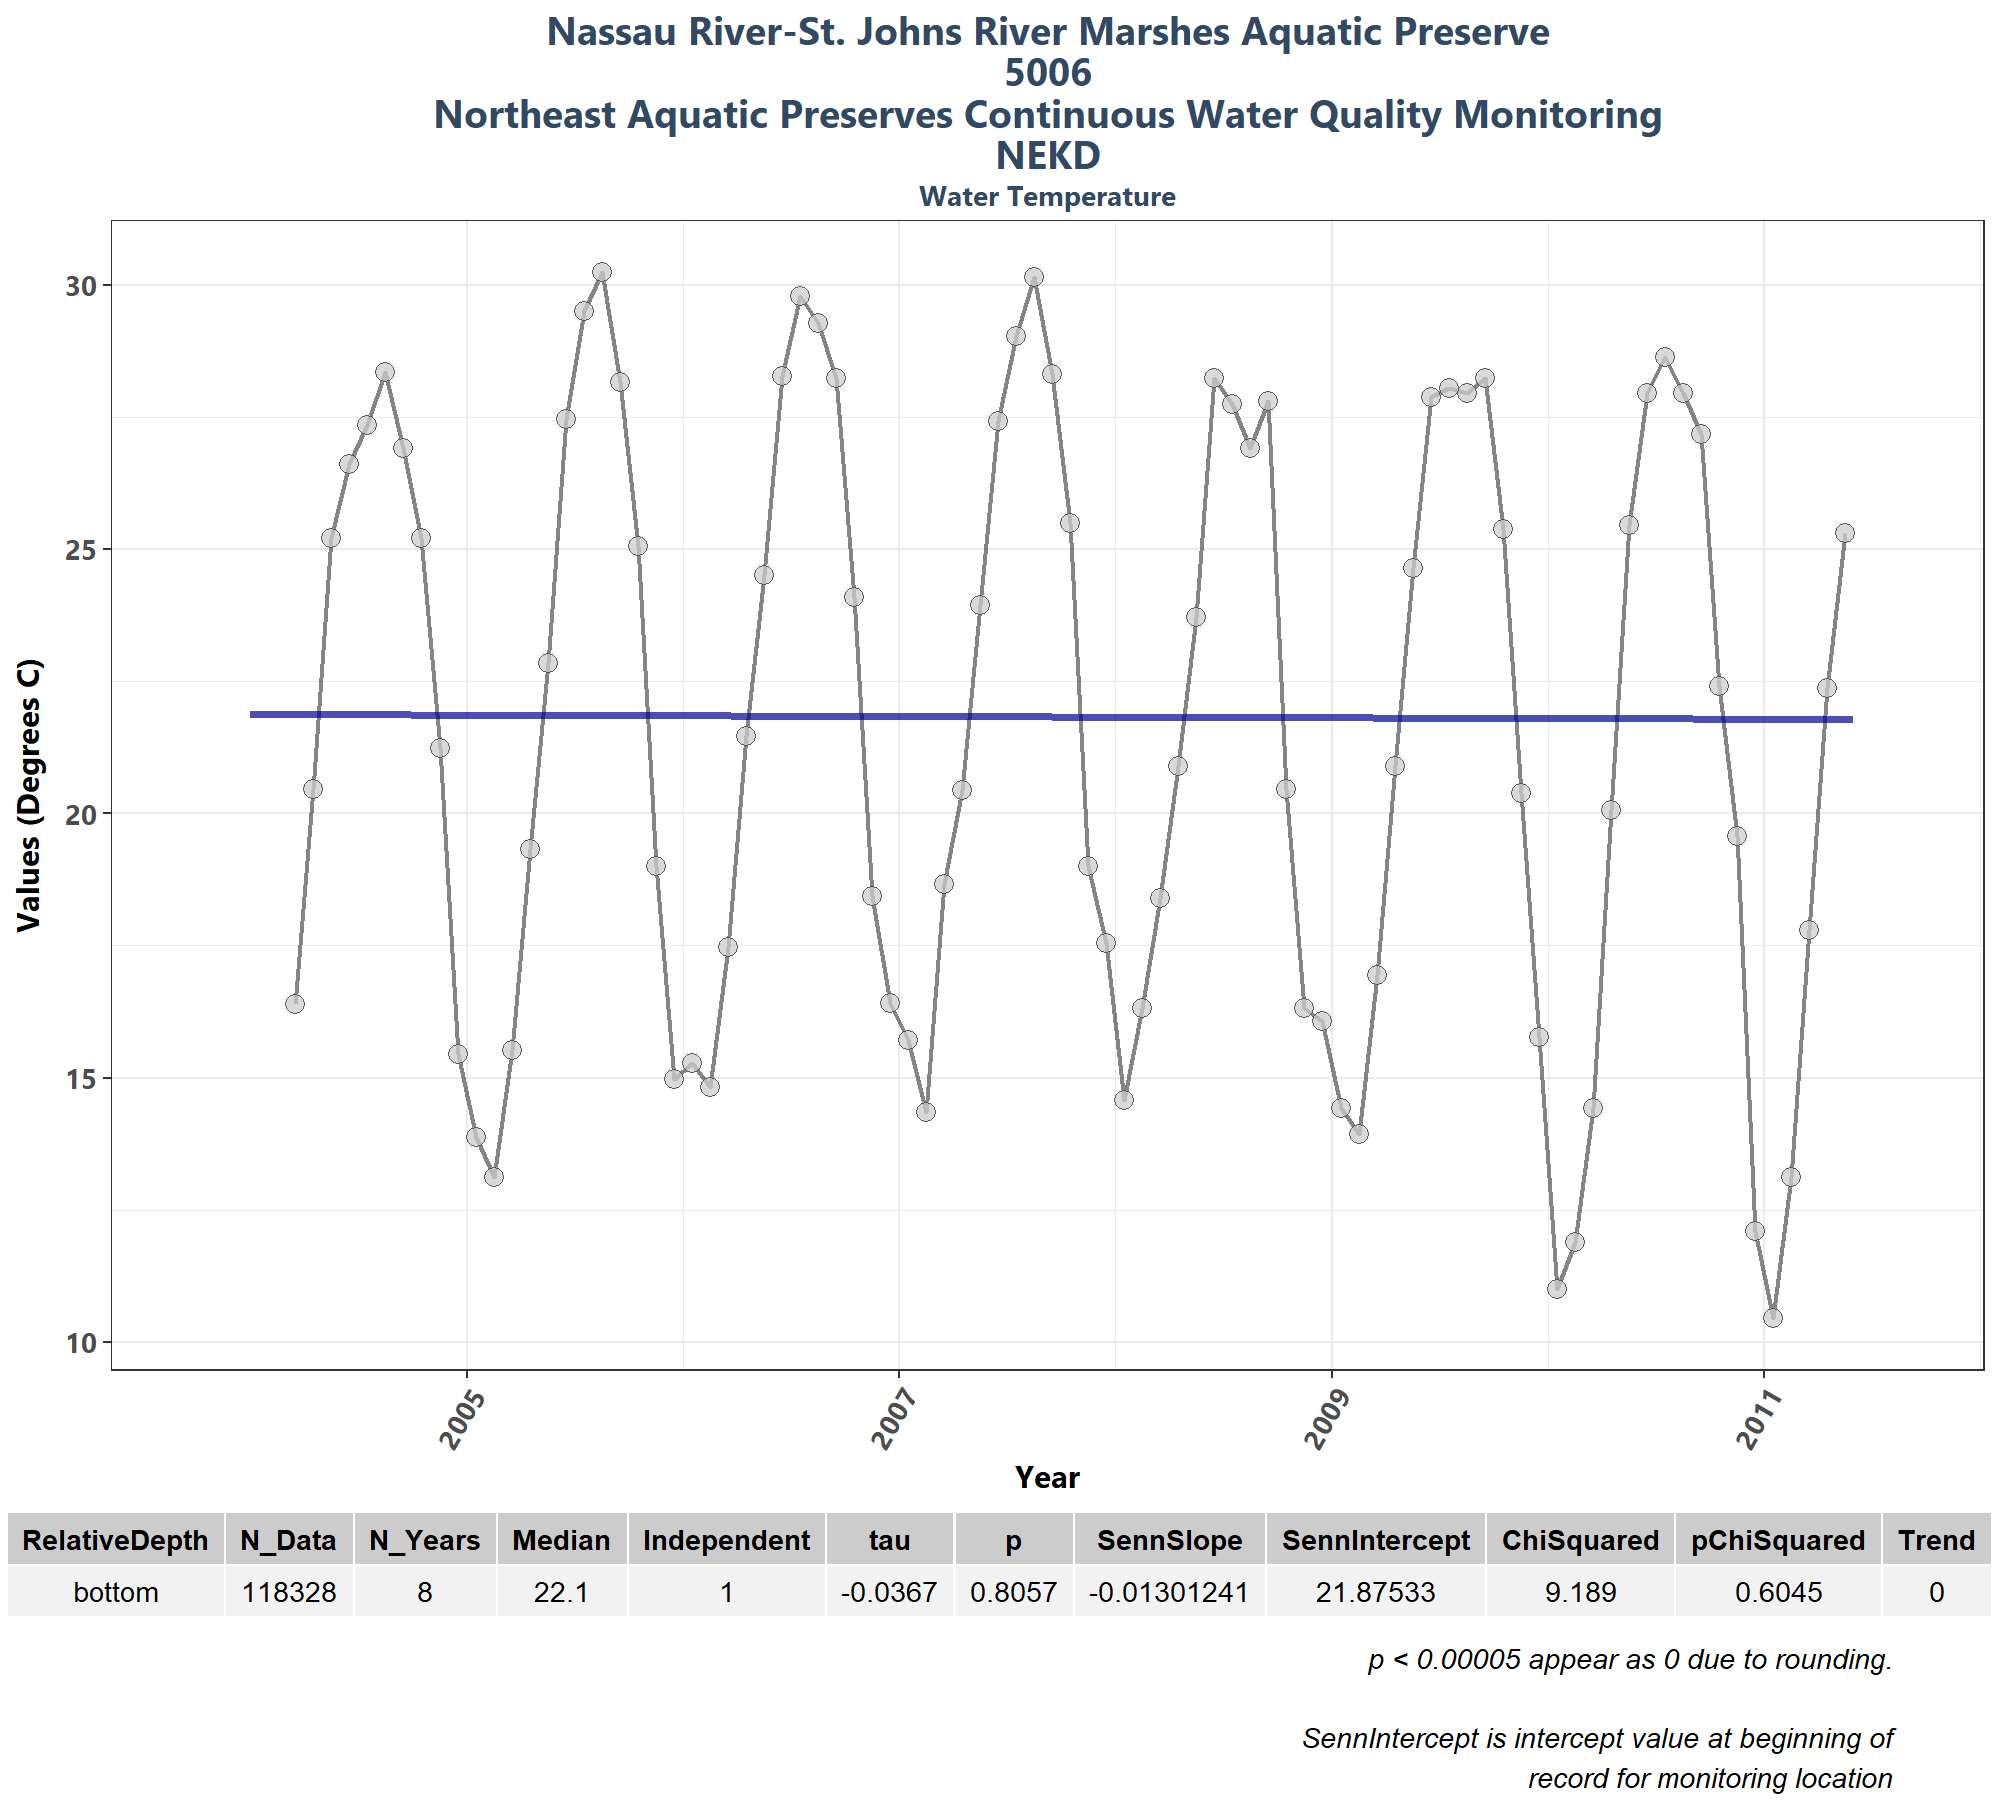 Nassau River-St. Johns River Marshes Aquatic Preserve
5006
Northeast Aquatic Preserves Continuous Water Quality Monitoring
NEKD
Water Temperature
Values (Degrees C)
30
25
20
15
10
2005
2007
2009
2011
Year
RelativeDepth N_Data N_Years Median Independent tau p SennSlope SennIntercept ChiSquared pChiSquared Trend
bottom 118328 8 22.1 1 -0.0367 0.8057 -0.01301241 21.87533 9.189 0.6045 0
p < 0.00005 appear as 0 due to rounding.
SennIntercept is intercept value at beginning of
record for monitoring location